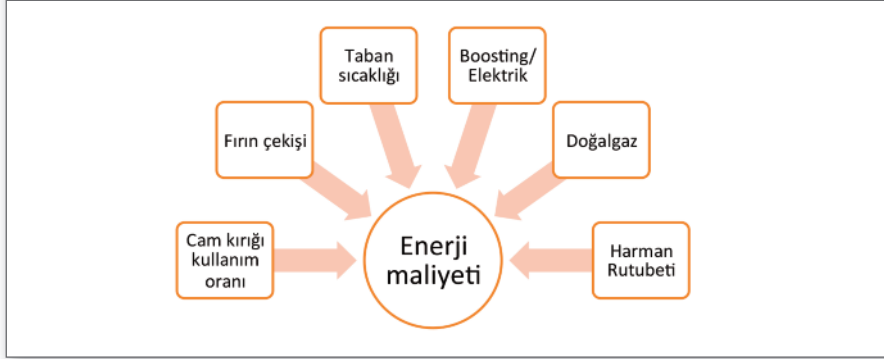 Taban
sıcaklığı
Boosting/
Elektrik
Fırın çekişi
Doğalgaz
Cam kırığı
kullanım
oranı
Enerji
maliyeti
Harman
Rutubeti